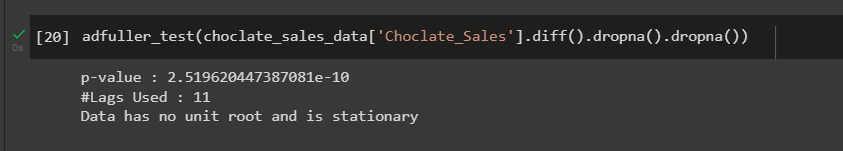 [20] adfuller_test(choclate_sales_data['Choclate_Sales'].diff().dropna().dropna())
0s
p-value : 2.519620447387081e-10
#Lags Used : 11
Data has no unit root and is stationary